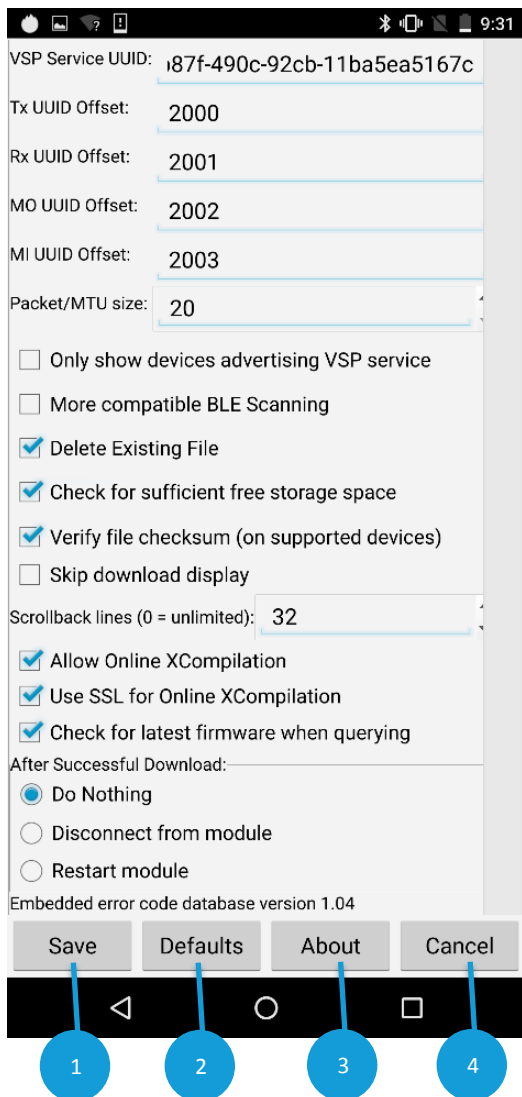 9:31
VSP Service UUID: 87f-490c-92cb-11ba5ea5167c
Tx UUID Offset: 2000
Rx UUID Offset: 2001
MO UUID Offset: 2002
MI UUID Offset: 2003
Packet/MTU size: 20
Only show devices advertising VSP service
More compatible BLE Scanning
Delete Existing File
Check for sufficient free storage space
Verify file checksum (on supported devices)
Skip download display
Scrollback lines (0 = unlimited): 32
Allow Online XCompilation
Use SSL for Online XCompilation
Check for latest firmware when querying
After Successful Download:
Do Nothing
Disconnect from module
Restart module
Embedded error code database version 1.04
Save Defaults About Cancel
1 2 3 4